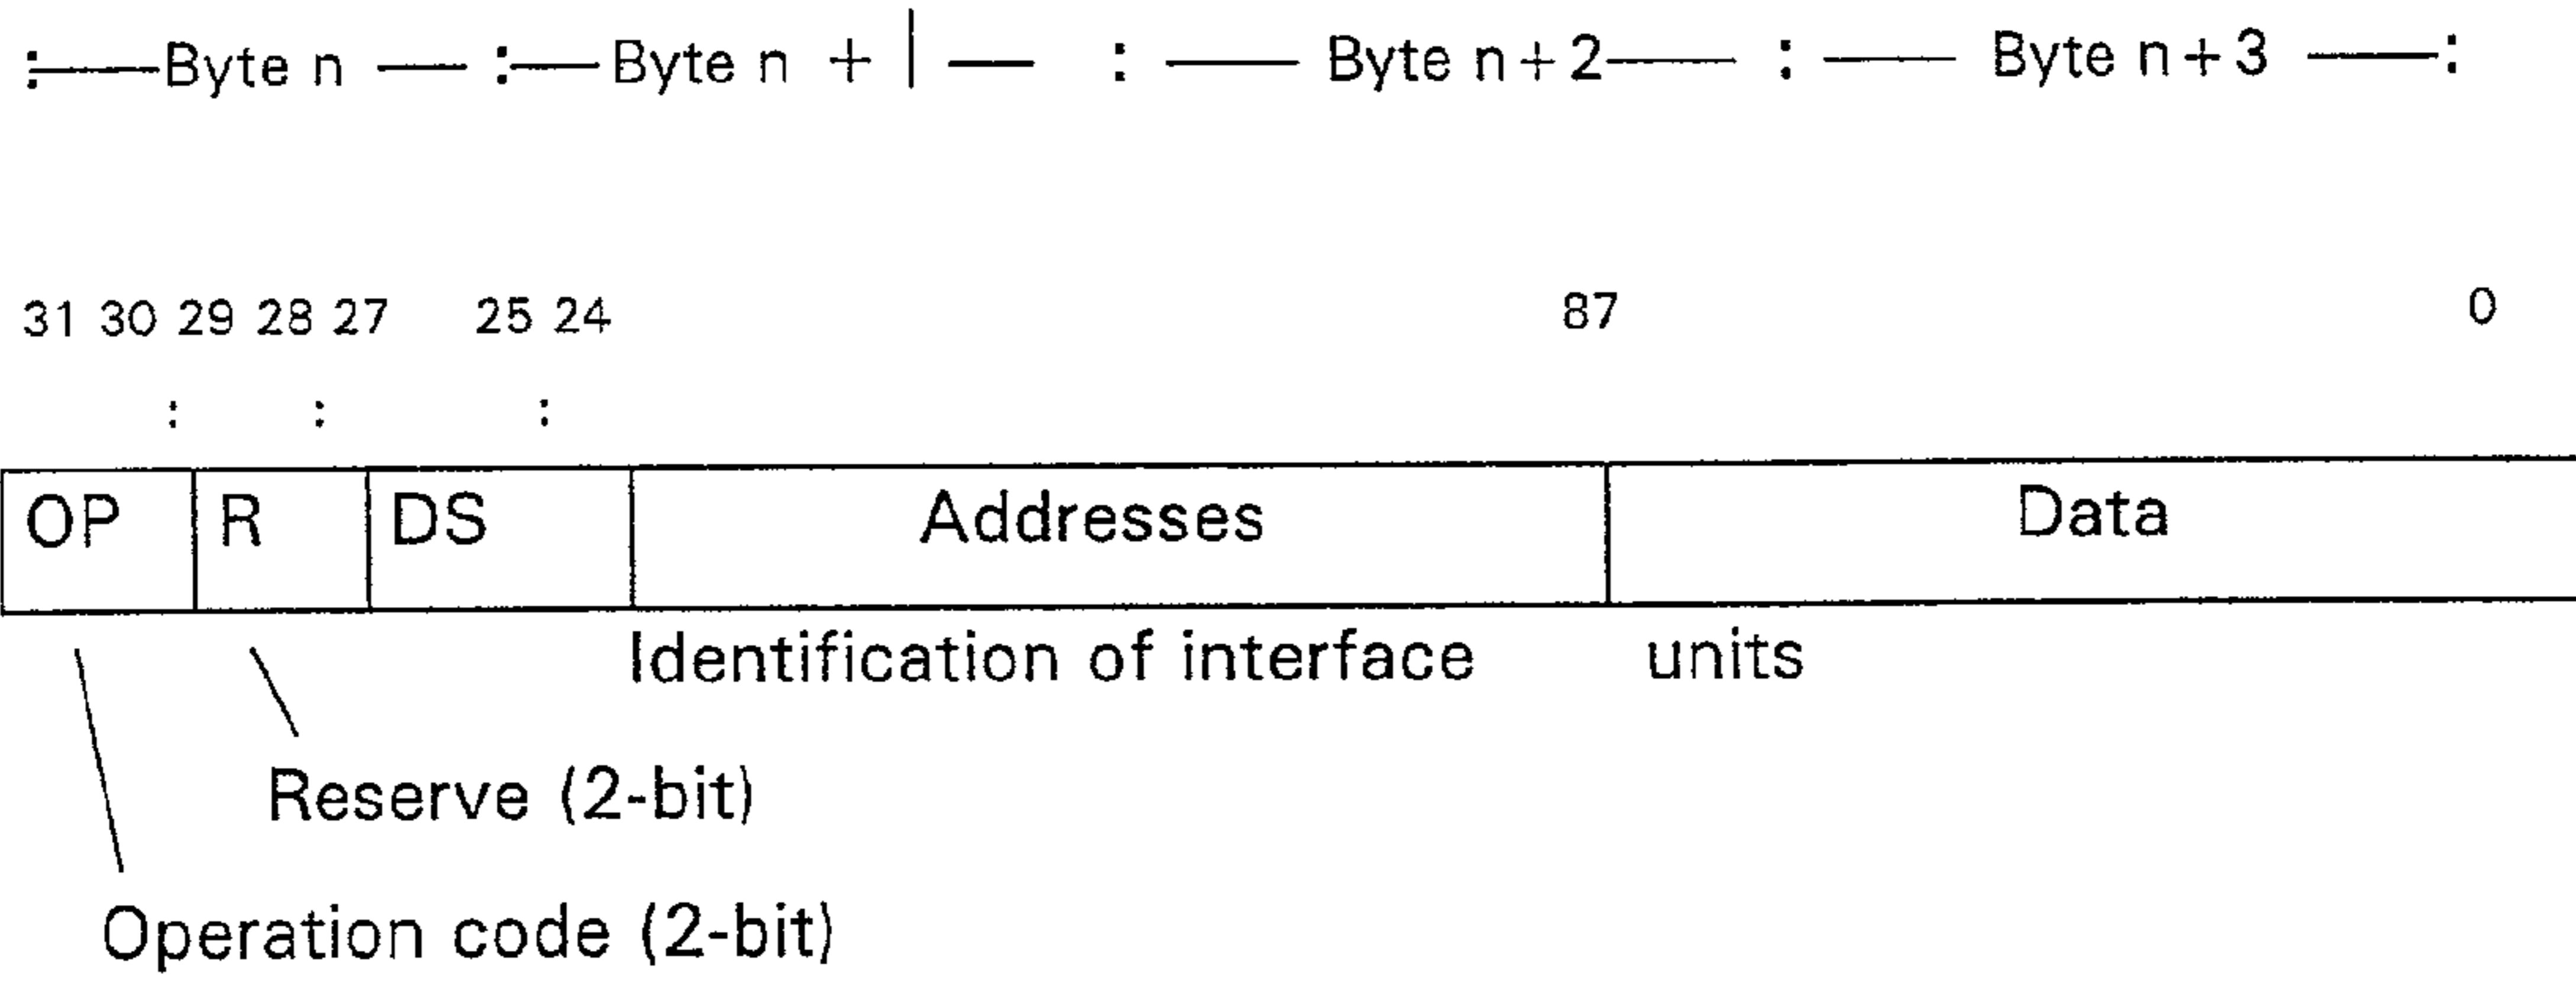 :——Byte n —— :——Byte n + | —— : —— Byte n+2—— : —— Byte n+3 ——:
31 30 29 28 27 25 24 87 0
: : :
OP R DS Addresses Data
Identification of interface units
Reserve (2-bit)
Operation code (2-bit)